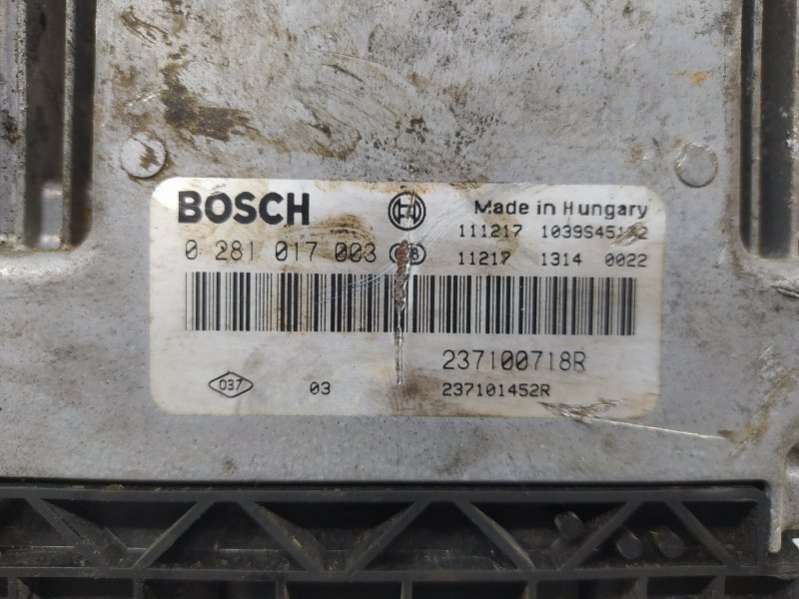 BOSCH Made in Hungary
111217
0 281 017 003 11217 1314 0022
237100718R
037 03 237101452R